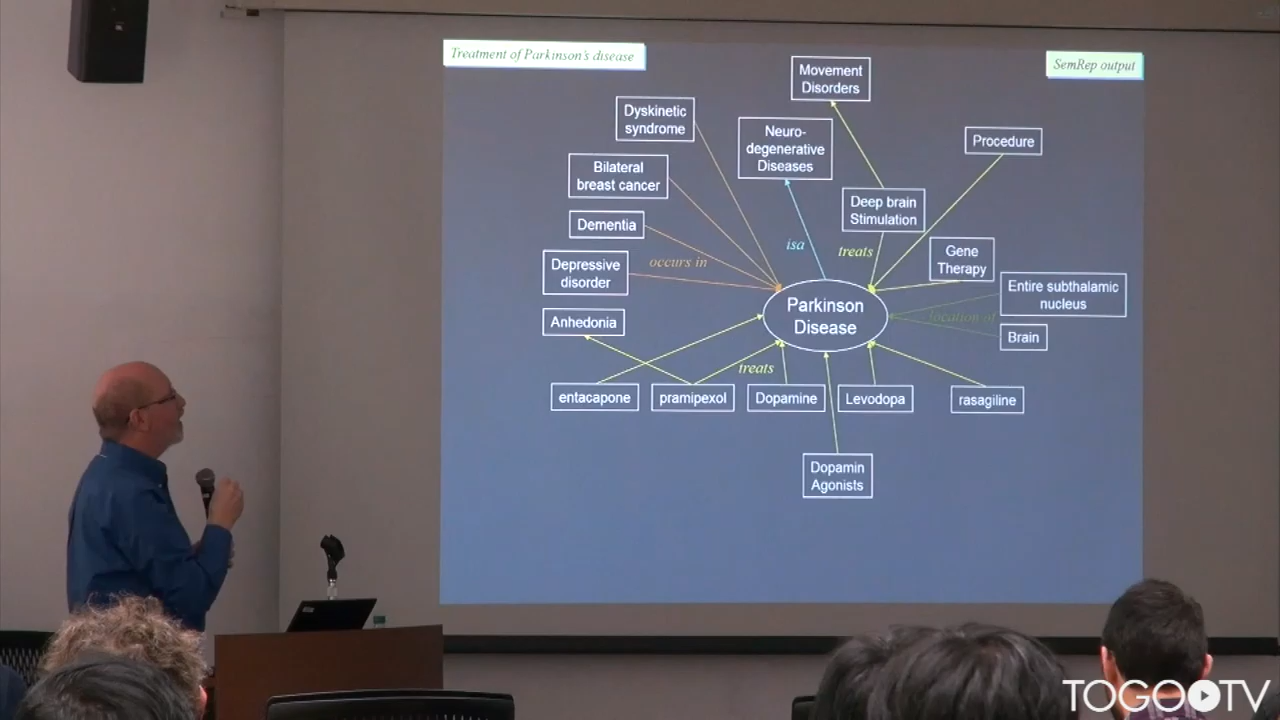 Treatment of Parkinson's disease
SemRep output
Movement
Disorders
Dyskinetic
syndrome
Neuro-
degenerative
Diseases
Procedure
Bilateral
breast cancer
Deep brain
Stimulation
Dementia
isa
treats
Gene
Therapy
Depressive
disorder
occurs in
Entire subthalamic
nucleus
Parkinson
Disease
location of
Anhedonia
Brain
treats
entacapone
pramipexol
Dopamine
Levodopa
rasagiline
Dopamin
Agonists
TOGO TV